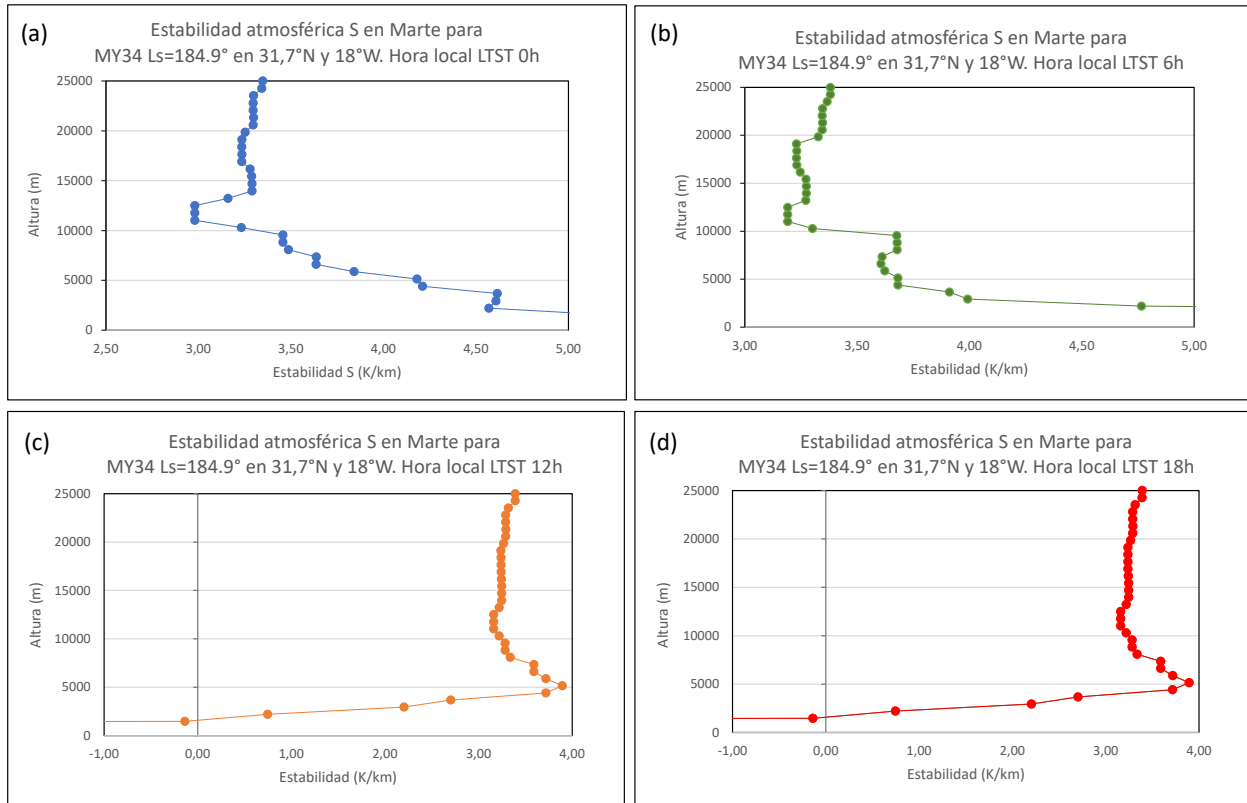 (a)
Estabilidad atmosférica S en Marte para
MY34 Ls=184.9° en 31,7°N y 18°W. Hora local LTST 0h
25000
20000
15000
10000
5000
0
Altura (m)
2,50 3,00 3,50 4,00 4,50 5,00
Estabilidad S (K/km)
(b)
Estabilidad atmosférica S en Marte para
MY34 Ls=184.9° en 31,7°N y 18°W. Hora local LTST 6h
25000
20000
15000
10000
5000
0
Altura (m)
3,00 3,50 4,00 4,50 5,00
Estabilidad (K/km)
(c)
Estabilidad atmosférica S en Marte para
MY34 Ls=184.9° en 31,7°N y 18°W. Hora local LTST 12h
25000
20000
15000
10000
5000
0
Altura (m)
-1,00 0,00 1,00 2,00 3,00 4,00
Estabilidad (K/km)
(d)
Estabilidad atmosférica S en Marte para
MY34 Ls=184.9° en 31,7°N y 18°W. Hora local LTST 18h
25000
20000
15000
10000
5000
0
Altura (m)
-1,00 0,00 1,00 2,00 3,00 4,00
Estabilidad (K/km)